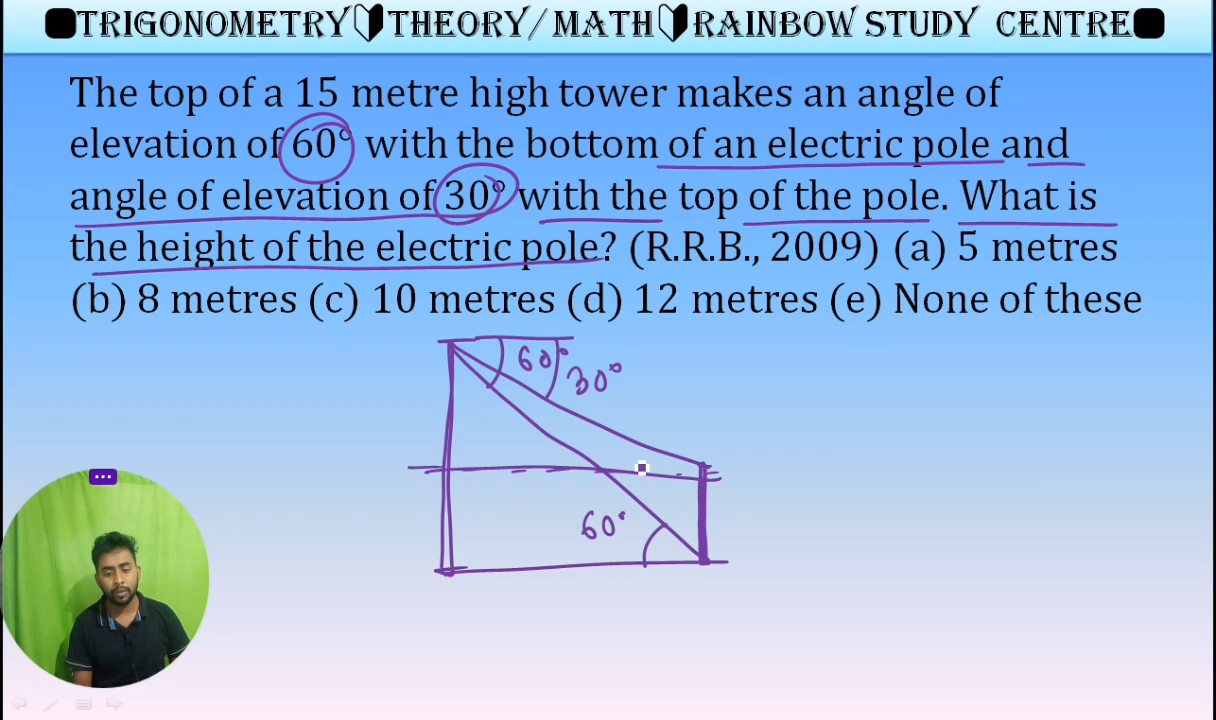 TRIGONOMETRY THEORY/ MATH RAINBOW STUDY CENTRE
The top of a 15 metre high tower makes an angle of
elevation of 60° with the bottom of an electric pole and
angle of elevation of 30° with the top of the pole. What is
the height of the electric pole? (R.R.B., 2009) (a) 5 metres
(b) 8 metres (c) 10 metres (d) 12 metres (e) None of these
60°
30°
60°